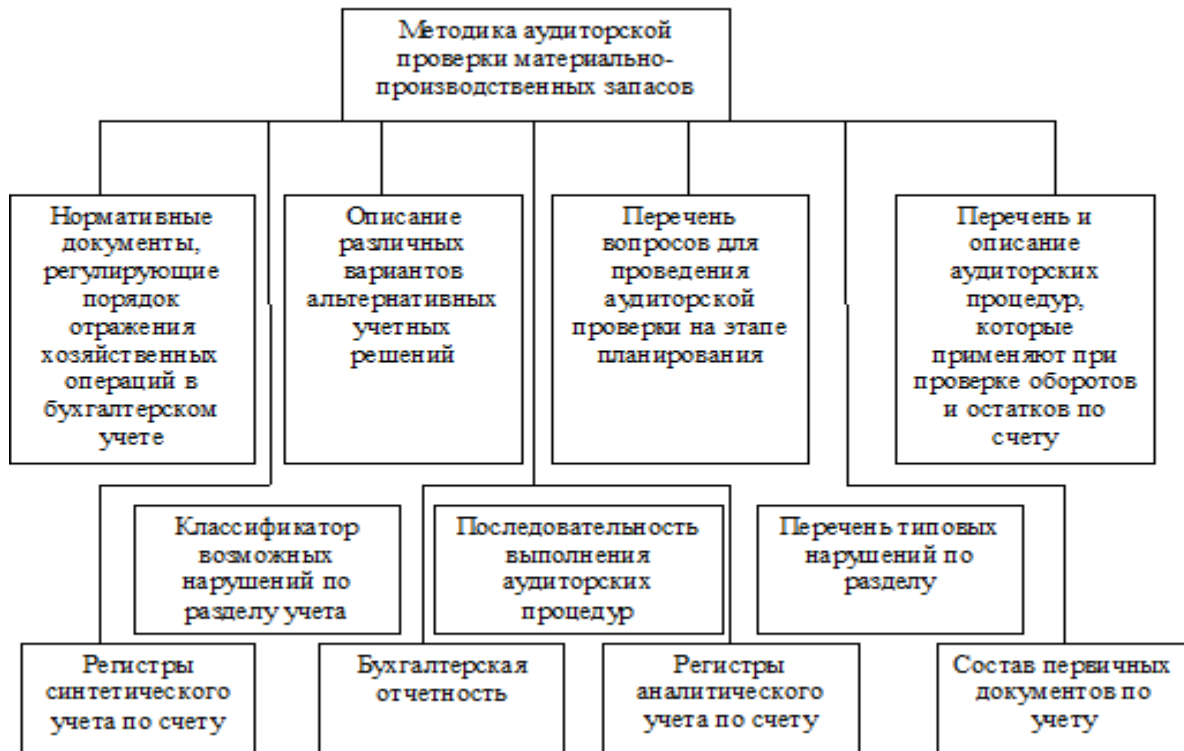 Методика аудиторской
проверки материально-
производственных запасов
Нормативные
документы,
регулирующие
порядок
отражения
хозяйственных
операций в
бухгалтерском
учете
Описание
различных
вариантов
альтернативных
учетных
решений
Перечень
вопросов для
проведения
аудиторской
проверки на этапе
планирования
Перечень и
описание
аудиторских
процедур,
которые
применяют при
проверке оборотов
и остатков по
счету
Классификатор
возможных
нарушений по
разделу учета
Последовательность
выполнения
аудиторских
процедур
Перечень типовых
нарушений по
разделу
Регистры
синтетического
учета по счету
Бухгалтерская
отчетность
Регистры
аналитического
учета по счету
Состав первичных
документов по
учету